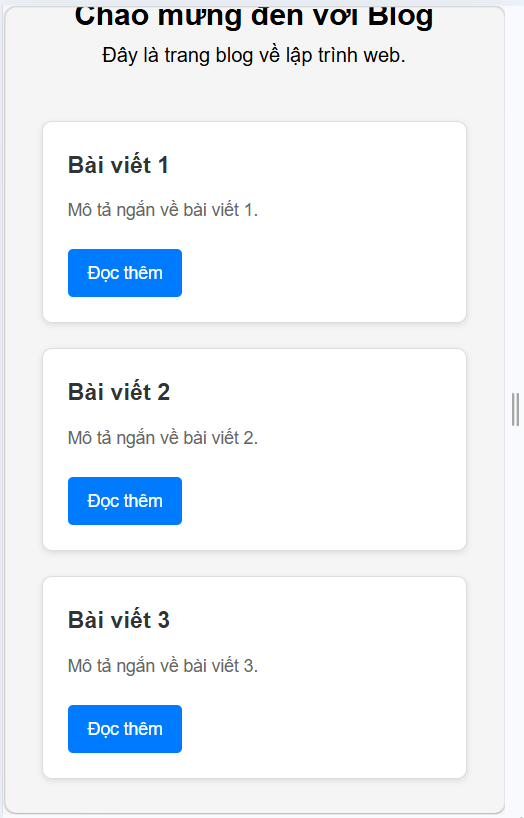 Chào mừng đến với Blog
Đây là trang blog về lập trình web.
Bài viết 1
Mô tả ngắn về bài viết 1.
Đọc thêm
Bài viết 2
Mô tả ngắn về bài viết 2.
Đọc thêm
Bài viết 3
Mô tả ngắn về bài viết 3.
Đọc thêm